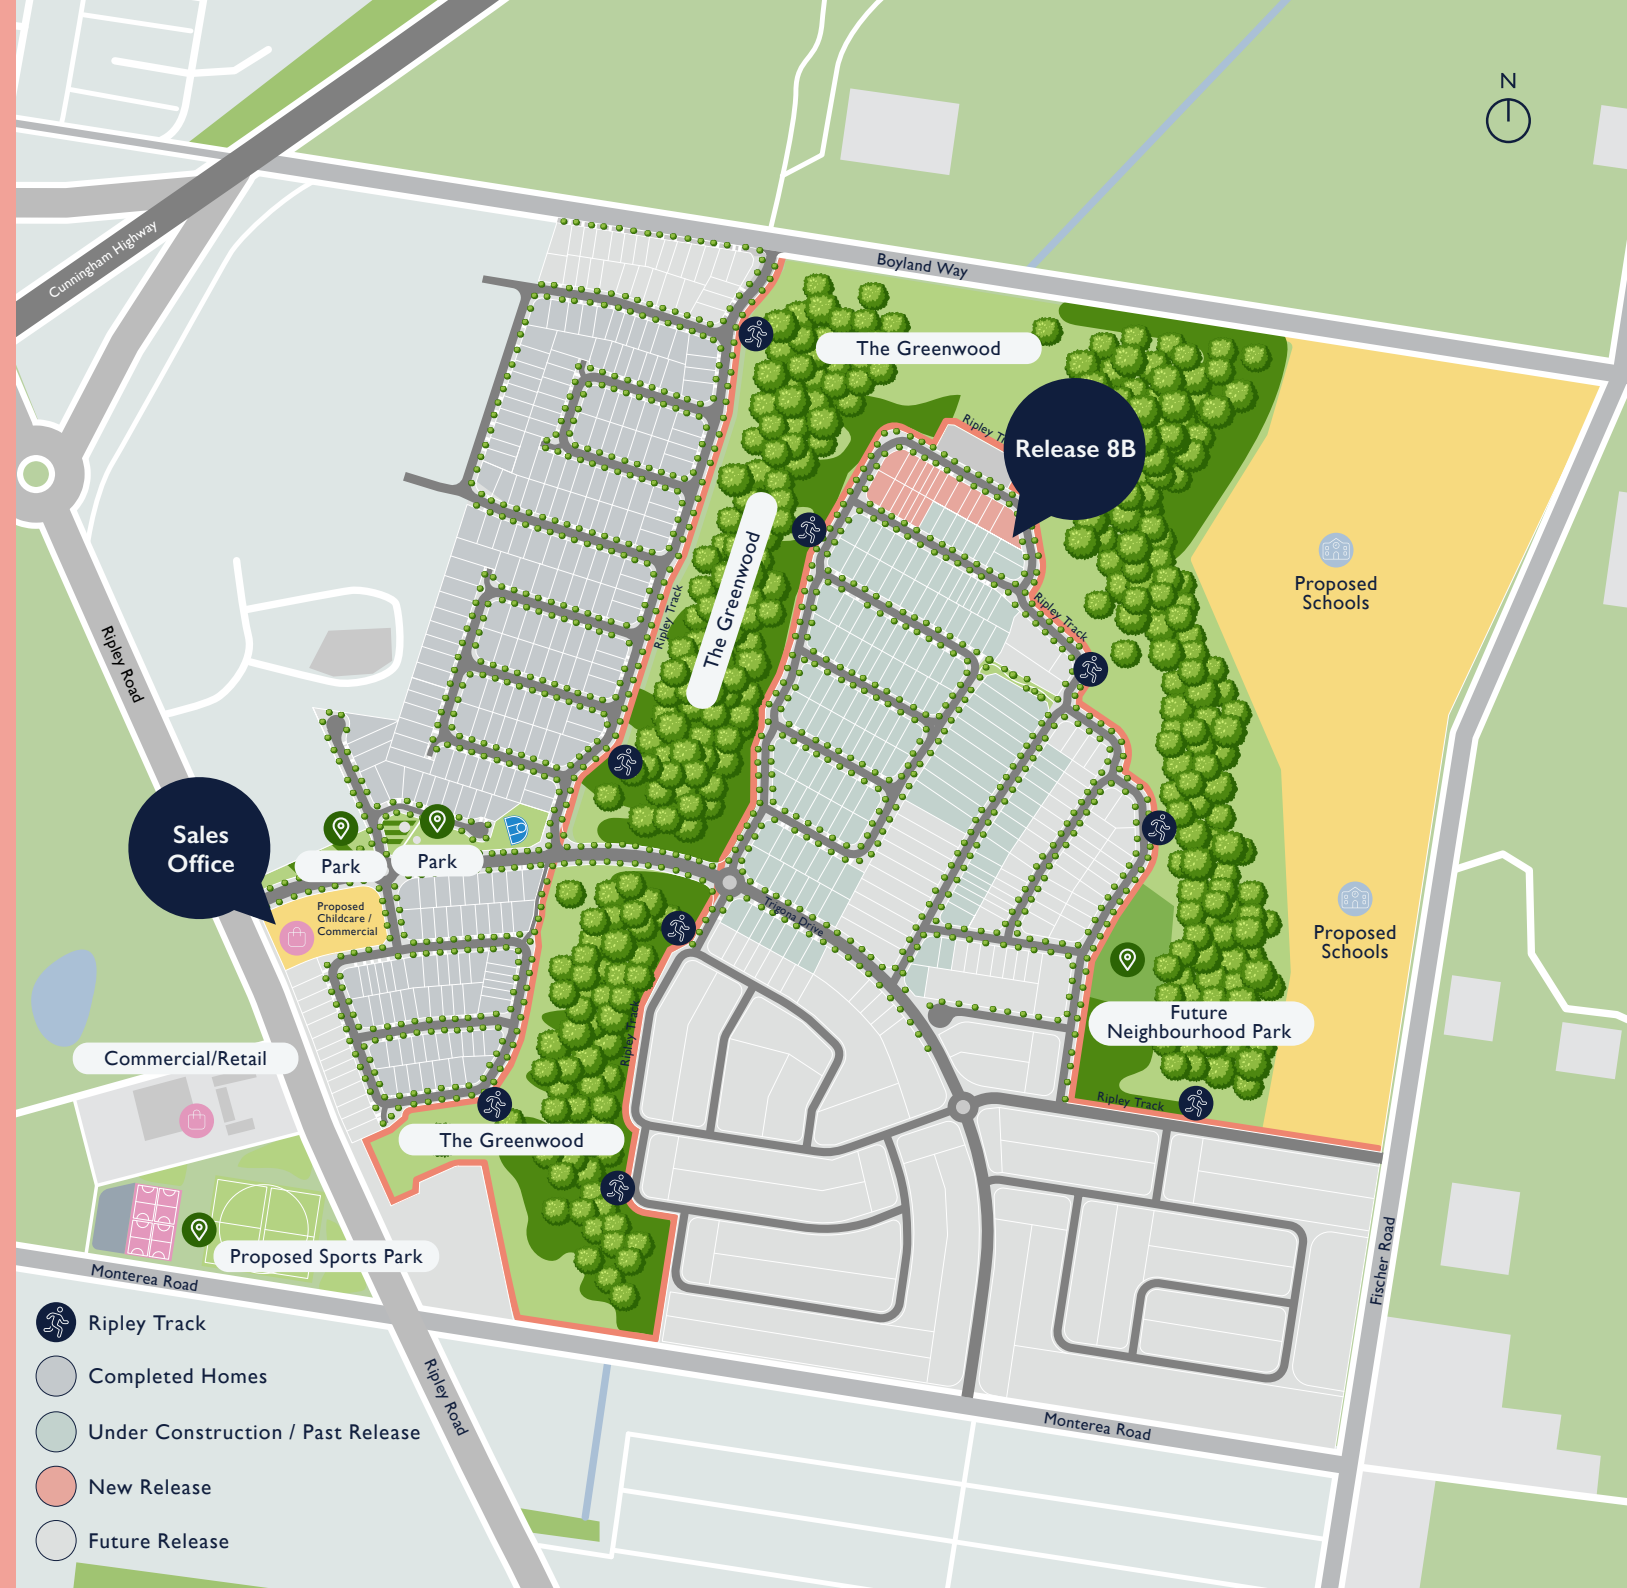 N
Cuningham Highway
Boyland Way
The Greenwood
Ripley Tr
Release 8B
The Greenwood
Ripley Track
Ripley Track
Proposed
Schools
Ripley Road
Sales
Office
Park
Park
Proposed
Childcare /
Commercial
Trigona Drive
Proposed
Schools
Ripley Track
Future
Neighbourhood Park
Commercial/Retail
Ripley Track
The Greenwood
Proposed Sports Park
Monterea Road
Fischer Road
Ripley Road
Monterea Road
Ripley Track
Completed Homes
Under Construction / Past Release
New Release
Future Release